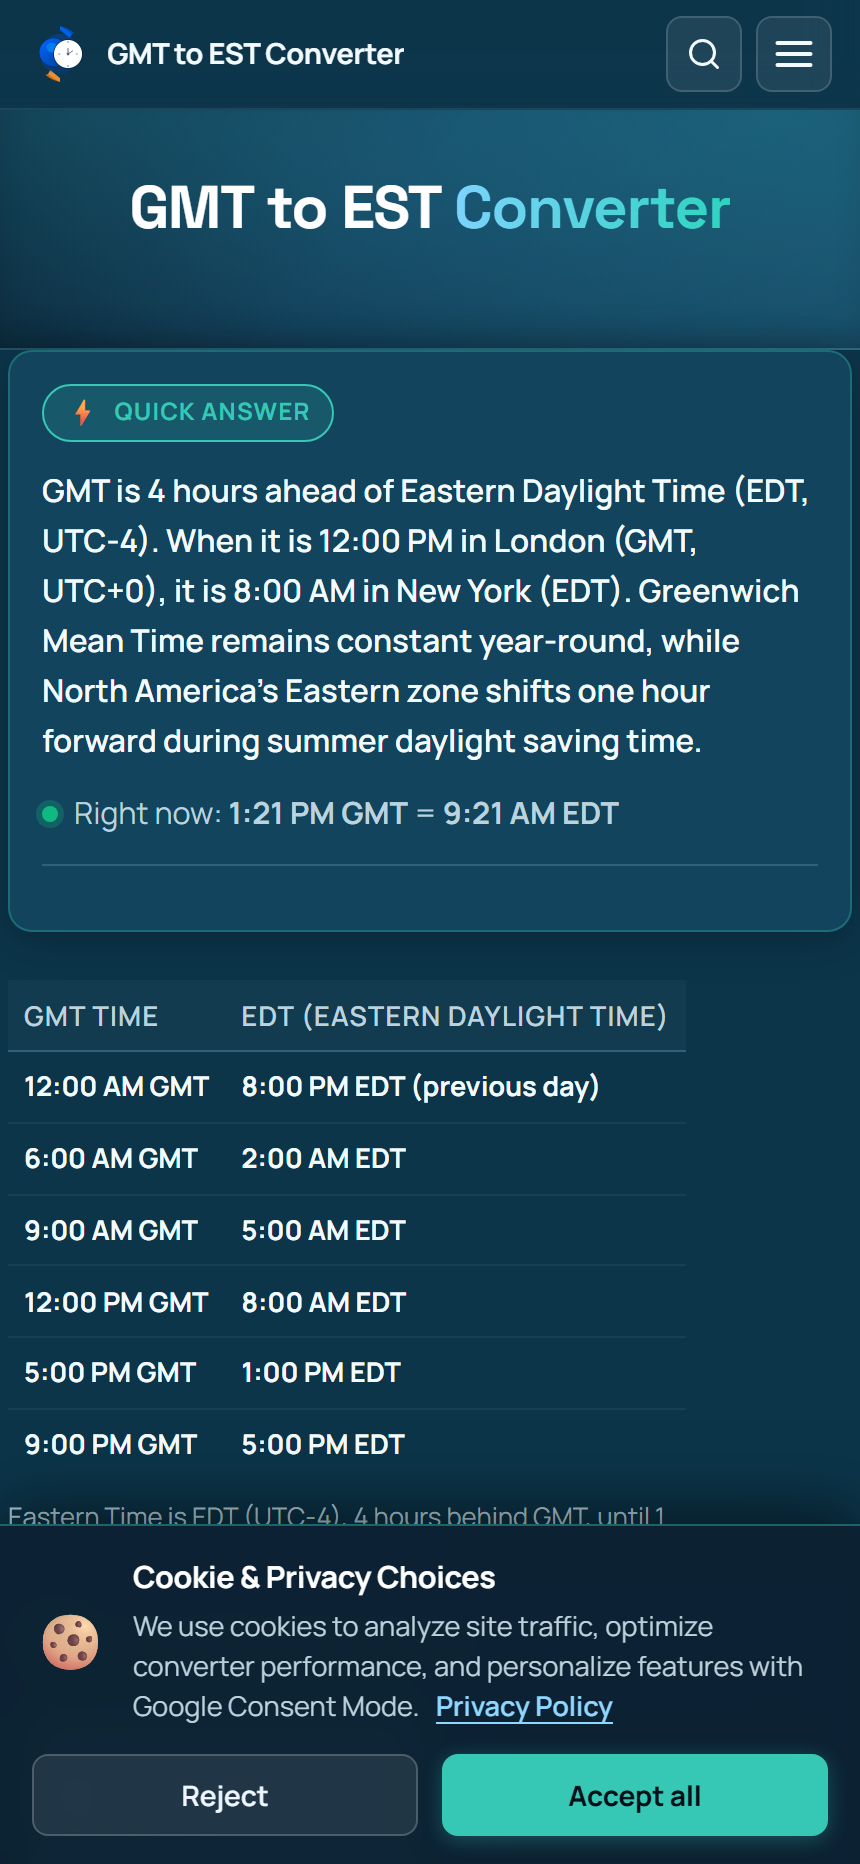 GMT to EST Converter
GMT to EST Converter
QUICK ANSWER
GMT is 4 hours ahead of Eastern Daylight Time (EDT,
UTC-4). When it is 12:00 PM in London (GMT,
UTC+0), it is 8:00 AM in New York (EDT). Greenwich
Mean Time remains constant year-round, while
North America's Eastern zone shifts one hour
forward during summer daylight saving time.
Right now: 1:21 PM GMT = 9:21 AM EDT
GMT TIME EDT (EASTERN DAYLIGHT TIME)
12:00 AM GMT 8:00 PM EDT (previous day)
6:00 AM GMT 2:00 AM EDT
9:00 AM GMT 5:00 AM EDT
12:00 PM GMT 8:00 AM EDT
5:00 PM GMT 1:00 PM EDT
9:00 PM GMT 5:00 PM EDT
Eastern Time is EDT (UTC-4), 4 hours behind GMT, until 1
Cookie & Privacy Choices
We use cookies to analyze site traffic, optimize
converter performance, and personalize features with
Google Consent Mode. Privacy Policy
Reject Accept all